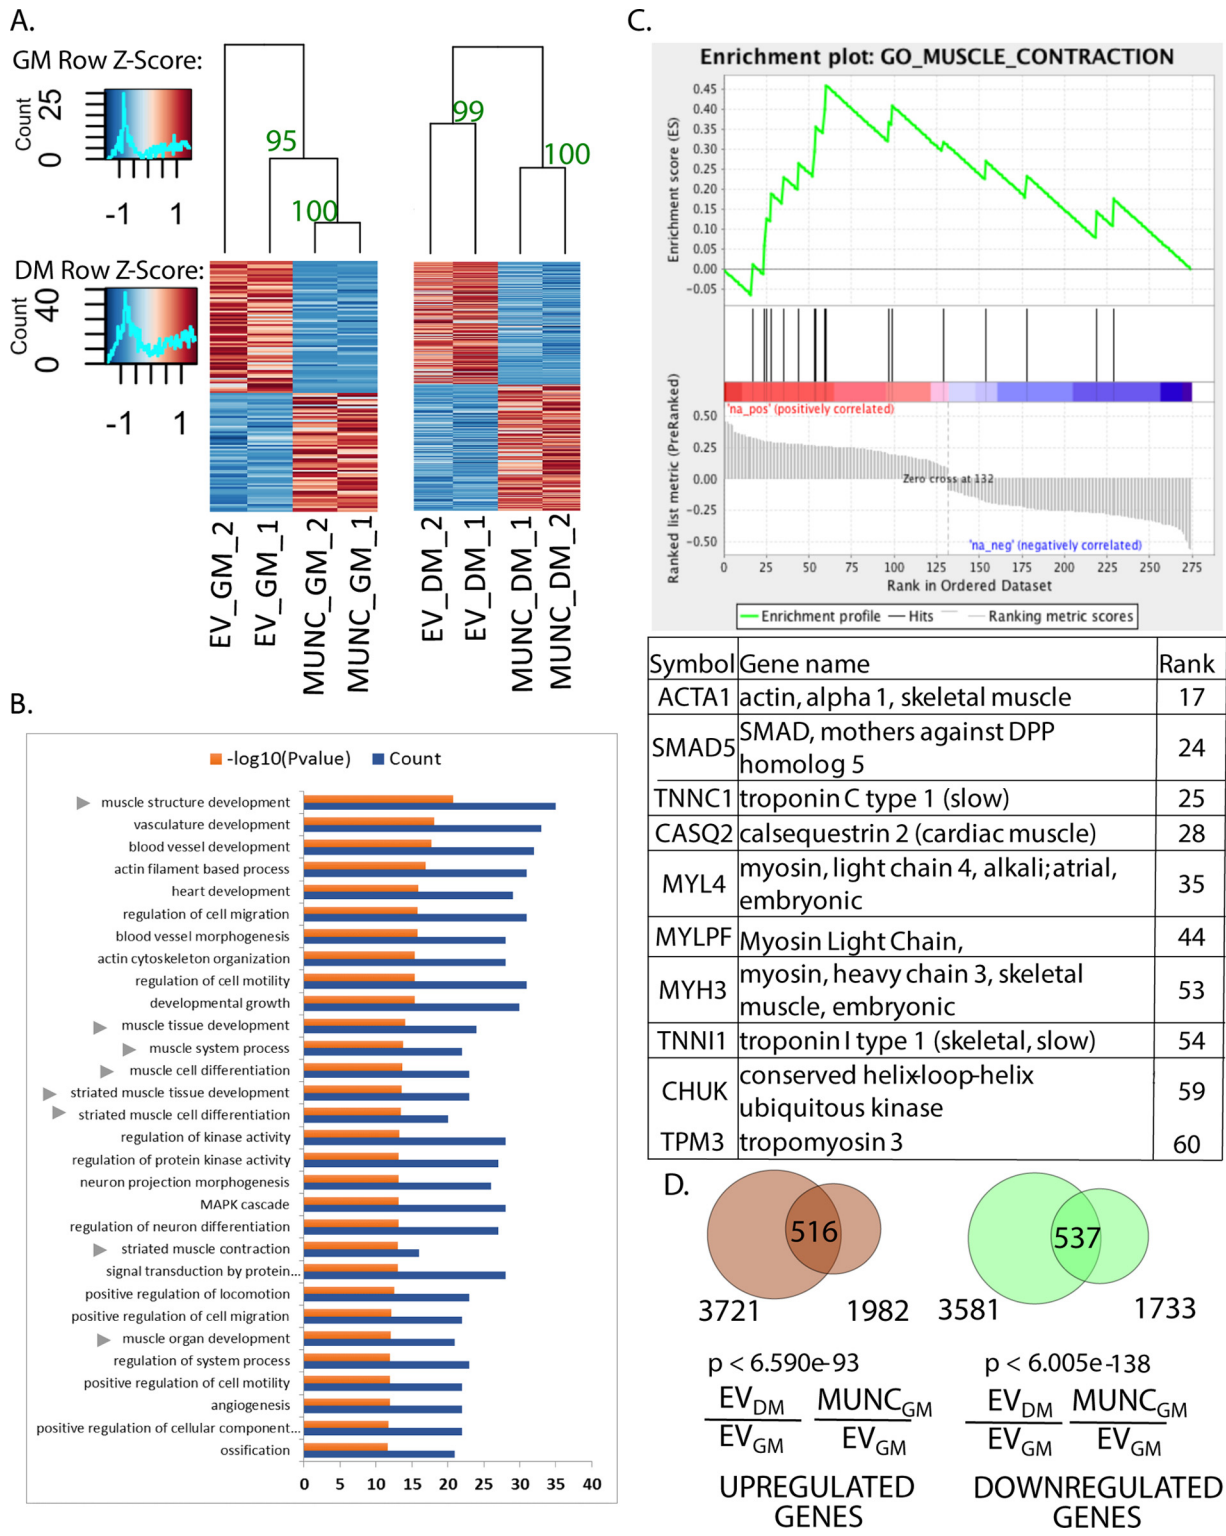 A.
GM Row Z-Score:
Count
0 25
-1 1
DM Row Z-Score:
Count
0 40
-1 1
95
100
99
100
EV_GM_2
EV_GM_1
MUNC_GM_2
MUNC_GM_1
EV_DM_2
EV_DM_1
MUNC_DM_1
MUNC_DM_2
B.
-log10(Pvalue) Count
muscle structure development
vasculature development
blood vessel development
actin filament based process
heart development
regulation of cell migration
blood vessel morphogenesis
actin cytoskeleton organization
regulation of cell motility
developmental growth
muscle tissue development
muscle system process
muscle cell differentiation
striated muscle tissue development
striated muscle cell differentiation
regulation of kinase activity
regulation of protein kinase activity
neuron projection morphogenesis
MAPK cascade
regulation of neuron differentiation
striated muscle contraction
signal transduction by protein...
positive regulation of locomotion
positive regulation of cell migration
muscle organ development
regulation of system process
positive regulation of cell motility
angiogenesis
positive regulation of cellular component...
ossification
0 5 10 15 20 25 30 35 40
C.
Enrichment plot: GO_MUSCLE_CONTRACTION
Enrichment score (ES)
0.45
0.40
0.35
0.30
0.25
0.20
0.15
0.10
0.05
0.00
-0.05
'na_pos' (positively correlated)
Ranked list metric (PreRanked)
0.50
0.25
0.00
-0.25
-0.50
Zero cross at 132
'na_neg' (negatively correlated)
0 25 50 75 100 125 150 175 200 225 250 275
Rank in Ordered Dataset
Enrichment profile Hits Ranking metric scores
Symbol Gene name Rank
ACTA1 actin, alpha 1, skeletal muscle 17
SMAD5 SMAD, mothers against DPP
homolog 5 24
TNNC1 troponin C type 1 (slow) 25
CASQ2 calsequestrin 2 (cardiac muscle) 28
MYL4 myosin, light chain 4, alkali; atrial,
embryonic 35
MYLPF Myosin Light Chain, 44
MYH3 myosin, heavy chain 3, skeletal
muscle, embryonic 53
TNNI1 troponin I type 1 (skeletal, slow) 54
CHUK conserved helix-loop-helix
ubiquitous kinase 59
TPM3 tropomyosin 3 60
D.
516
3721 1982
p < 6.590e-93
EVDM MUNCGM
EVGM EVGM
UPREGULATED
GENES
537
3581 1733
p < 6.005e-138
EVDM MUNCGM
EVGM EVGM
DOWNREGULATED
GENES